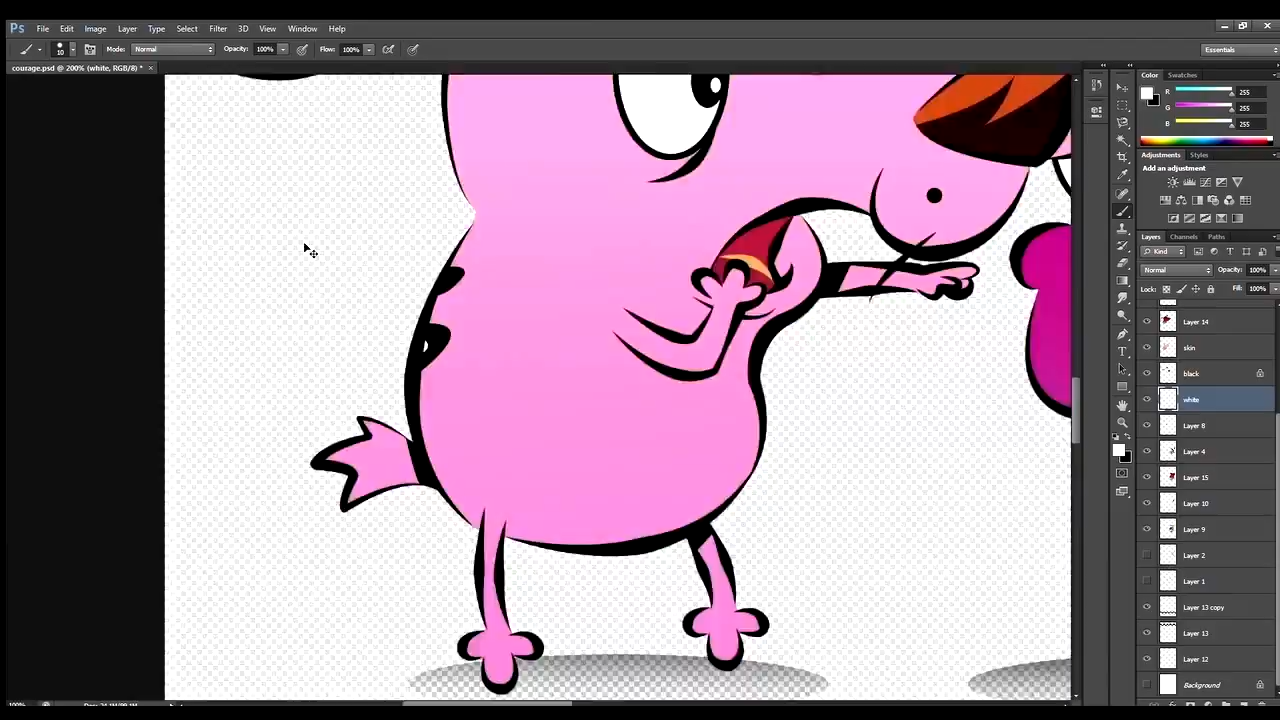 Ps File Edit Image Layer Type Select Filter 3D View Window Help
10 Mode: Normal Opacity: 100% Flow: 100% Essentials
courage.psd @ 200% (white, RGB/8) * ×
Color Swatches
R 255
G 255
B 255
Adjustments Styles
Add an adjustment
Layers Channels Paths
Kind
Normal Opacity: 100%
Lock: Fill: 100%
Layer 14
skin
black
white
Layer 8
Layer 4
Layer 15
Layer 10
Layer 9
Layer 2
Layer 1
Layer 13 copy
Layer 13
Layer 12
Background